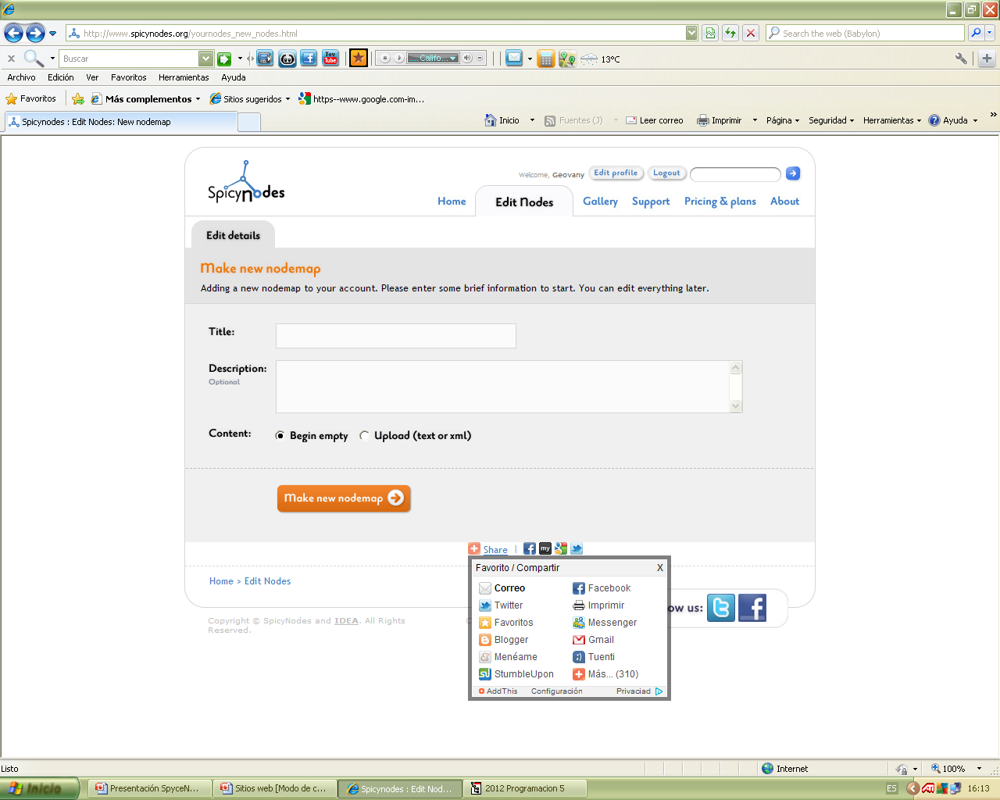 http://www.spicynodes.org/yournodes_new_nodes.html
Search the web (Babylon)
Buscar
You Tube
Califo...
13°C
Archivo Edición Ver Favoritos Herramientas Ayuda
Favoritos Más complementos Sitios sugeridos https--www.google.com-im...
Spicynodes : Edit Nodes: New nodemap
Inicio Fuentes (J) Leer correo Imprimir Página Seguridad Herramientas Ayuda
Spicynodes
Welcome, Geovany Edit profile Logout
Home Edit Nodes Gallery Support Pricing & plans About
Edit details
Make new nodemap
Adding a new nodemap to your account. Please enter some brief information to start. You can edit everything later.
Title:
Description:
Optional
Content: Begin empty Upload (text or xml)
Make new nodemap
Share | my
Favorito / Compartir X
Correo Facebook
Twitter Imprimir
Favoritos Messenger
Blogger Gmail
Menéame Tuenti
StumbleUpon Más... (310)
AddThis Configuración Privaciad
Home > Edit Nodes
ow us:
Copyright © SpicyNodes and IDEA. All Rights
Reserved.
Listo Internet 100%
Inicio Presentación SpyceN... Sitios web [Modo de c... Spicynodes : Edit Nod... 2012 Programacion 5 ES 16:13